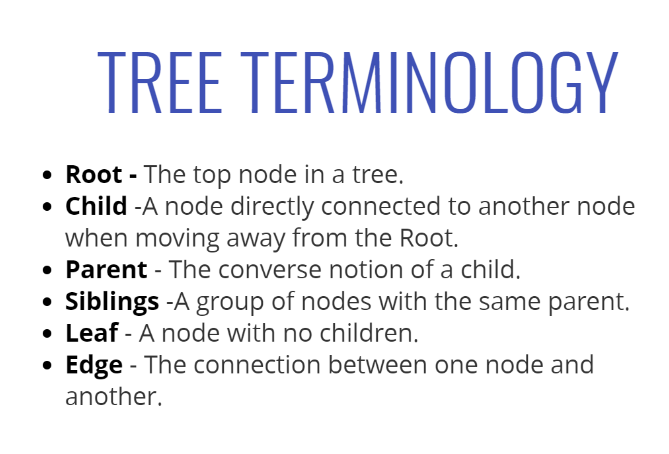 TREE TERMINOLOGY
• Root - The top node in a tree.
• Child -A node directly connected to another node
when moving away from the Root.
• Parent - The converse notion of a child.
• Siblings -A group of nodes with the same parent.
• Leaf - A node with no children.
• Edge - The connection between one node and
another.